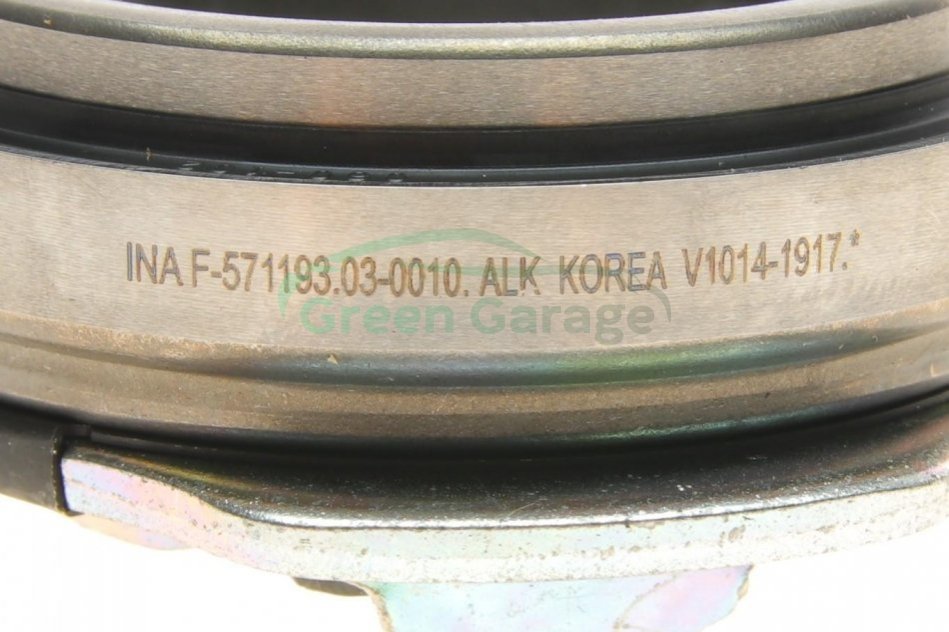 INA F-571193.03-0010. ALK KOREA V1014-1917.*
Green Garage